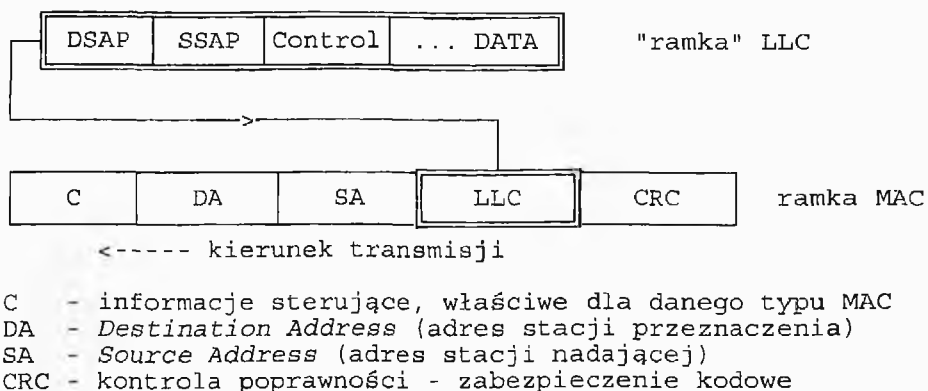 DSAP SSAP Control ... DATA "ramka" LLC
>
C DA SA LLC CRC ramka MAC
<----- kierunek transmisji
C - informacje sterujące, właściwe dla danego typu MAC
DA - Destination Address (adres stacji przeznaczenia)
SA - Source Address (adres stacji nadającej)
CRC - kontrola poprawności - zabezpieczenie kodowe